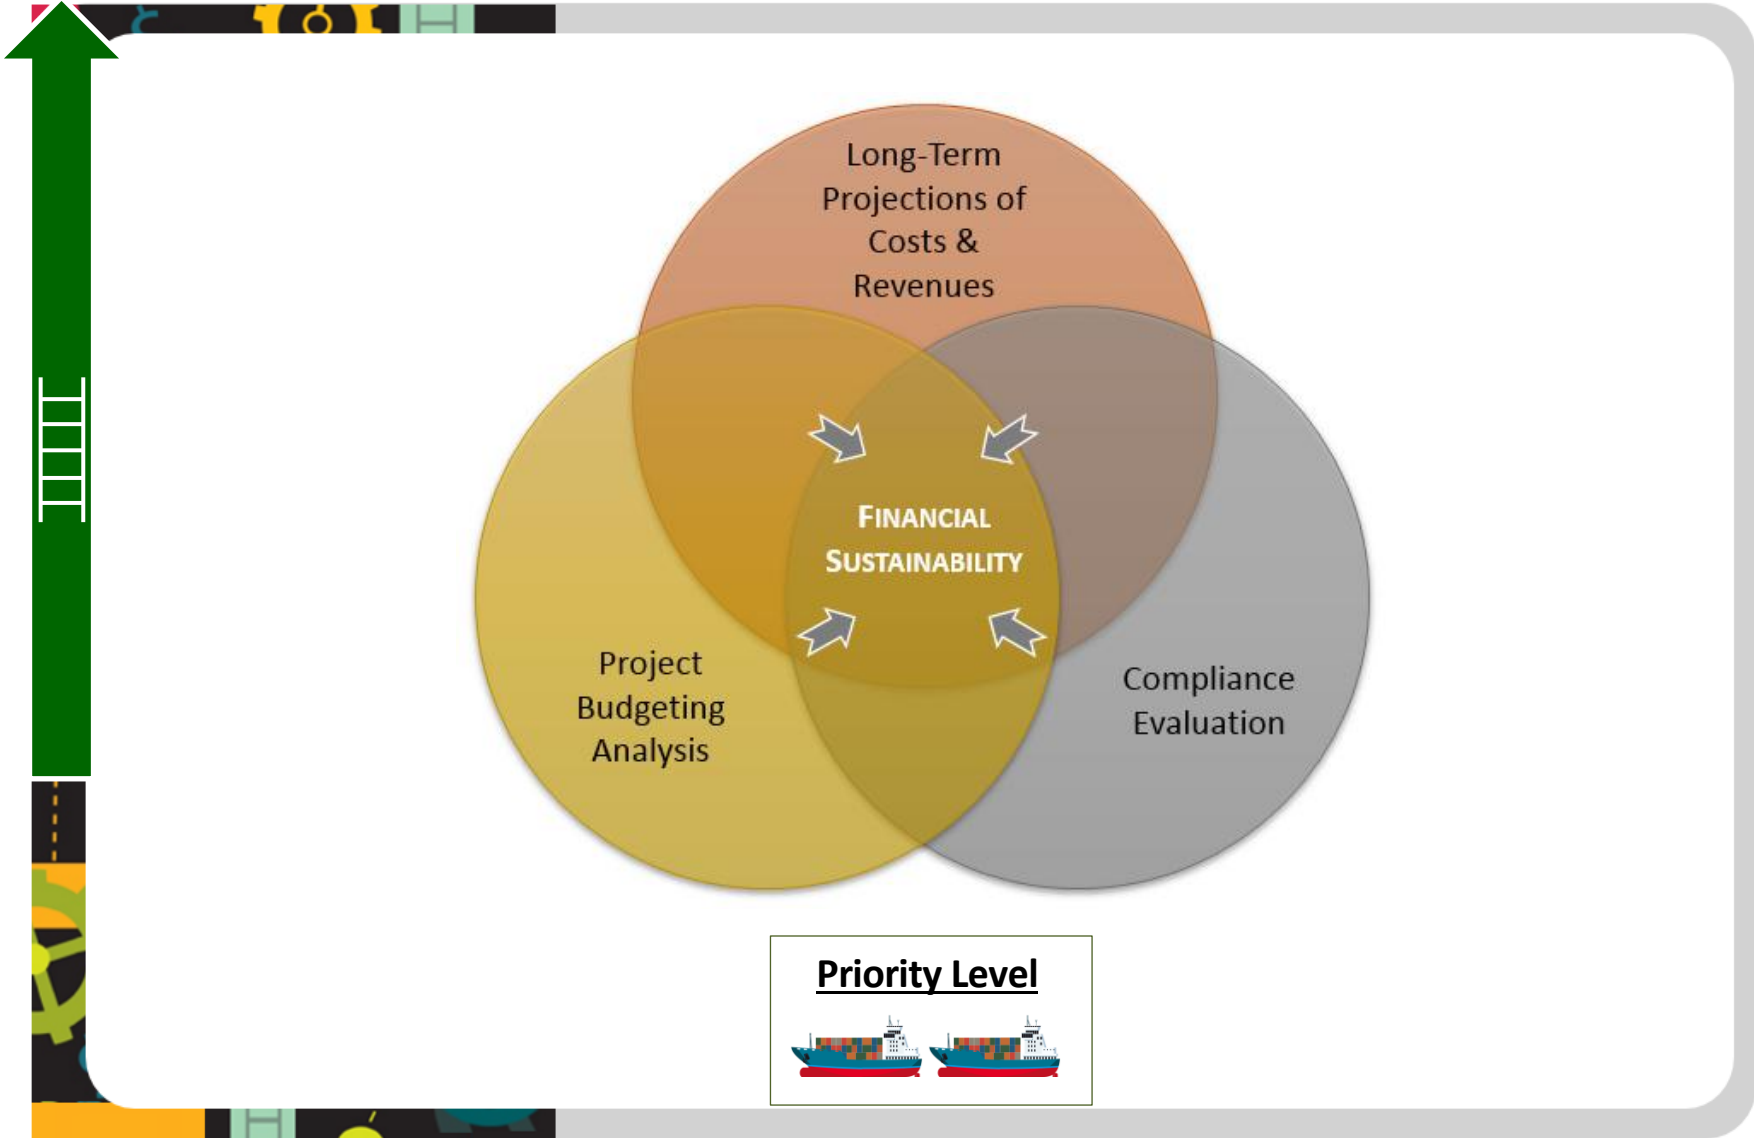 Long-Term
Projections of
Costs &
Revenues
FINANCIAL
SUSTAINABILITY
Project
Budgeting
Analysis
Compliance
Evaluation
Priority Level